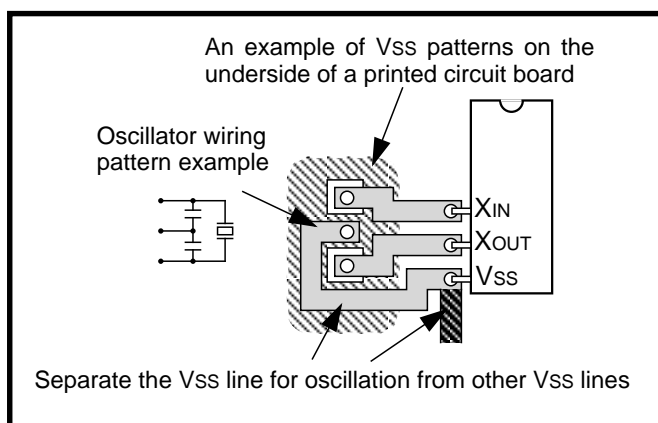 An example of VSS patterns on the
underside of a printed circuit board
Oscillator wiring
pattern example
XIN
XOUT
VSS
Separate the VSS line for oscillation from other VSS lines